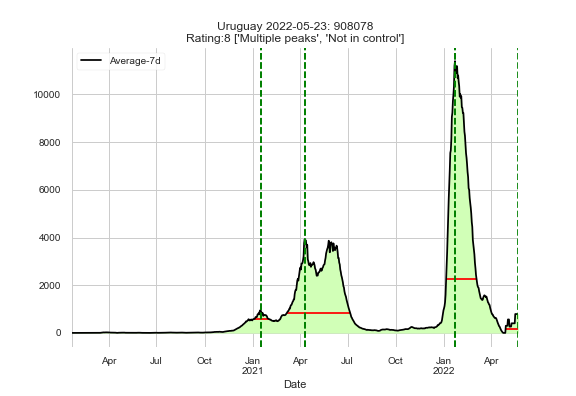 Uruguay 2022-05-23: 908078
Rating:8 ['Multiple peaks', 'Not in control']
Average-7d
10000
8000
6000
4000
2000
0
Apr Jul Oct Jan Apr Jul Oct Jan Apr
2021 2022
Date